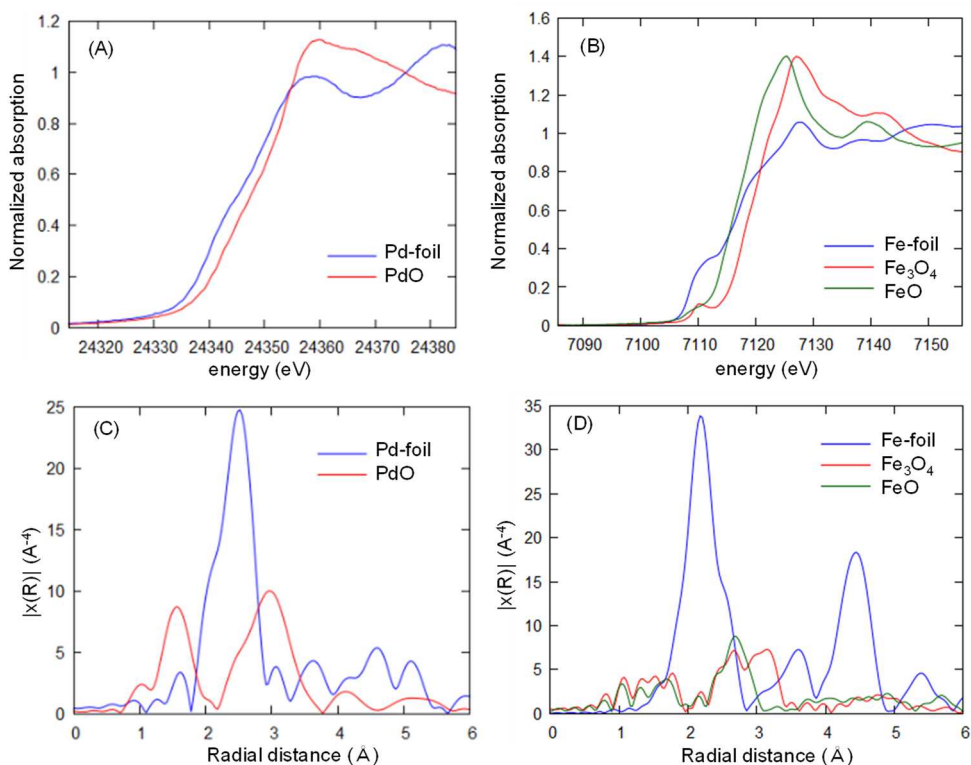 (A)
1.2
1
0.8
0.6
0.4
0.2
0
Normalized absorption
Pd-foil
PdO
24320 24330 24340 24350 24360 24370 24380
energy (eV)
(B)
1.6
1.4
1.2
1
0.8
0.6
0.4
0.2
0
Normalized absorption
Fe-foil
Fe₃O₄
FeO
7090 7100 7110 7120 7130 7140 7150
energy (eV)
(C)
25
20
15
10
5
0
|x(R)| (A⁻⁴)
Pd-foil
PdO
0 1 2 3 4 5 6
Radial distance (Å)
(D)
35
30
25
20
15
10
5
0
|x(R)| (A⁻⁴)
Fe-foil
Fe₃O₄
FeO
0 1 2 3 4 5 6
Radial distance (Å)